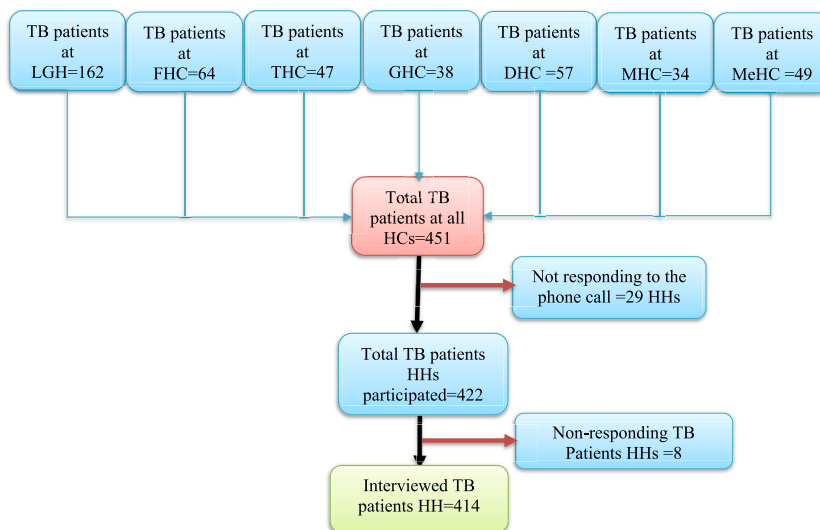 TB patients
at
LGH=162
TB patients
at
FHC=64
TB patients
at
THC=47
TB patients
at
GHC=38
TB patients
at
DHC =57
TB patients
at
MHC=34
TB patients
at
MeHC =49
Total TB
patients at all
HCs=451
Not responding to the
phone call =29 HHs
Total TB patients
HHs
participated=422
Non-responding TB
Patients HHs =8
Interviewed TB
patients HH=414